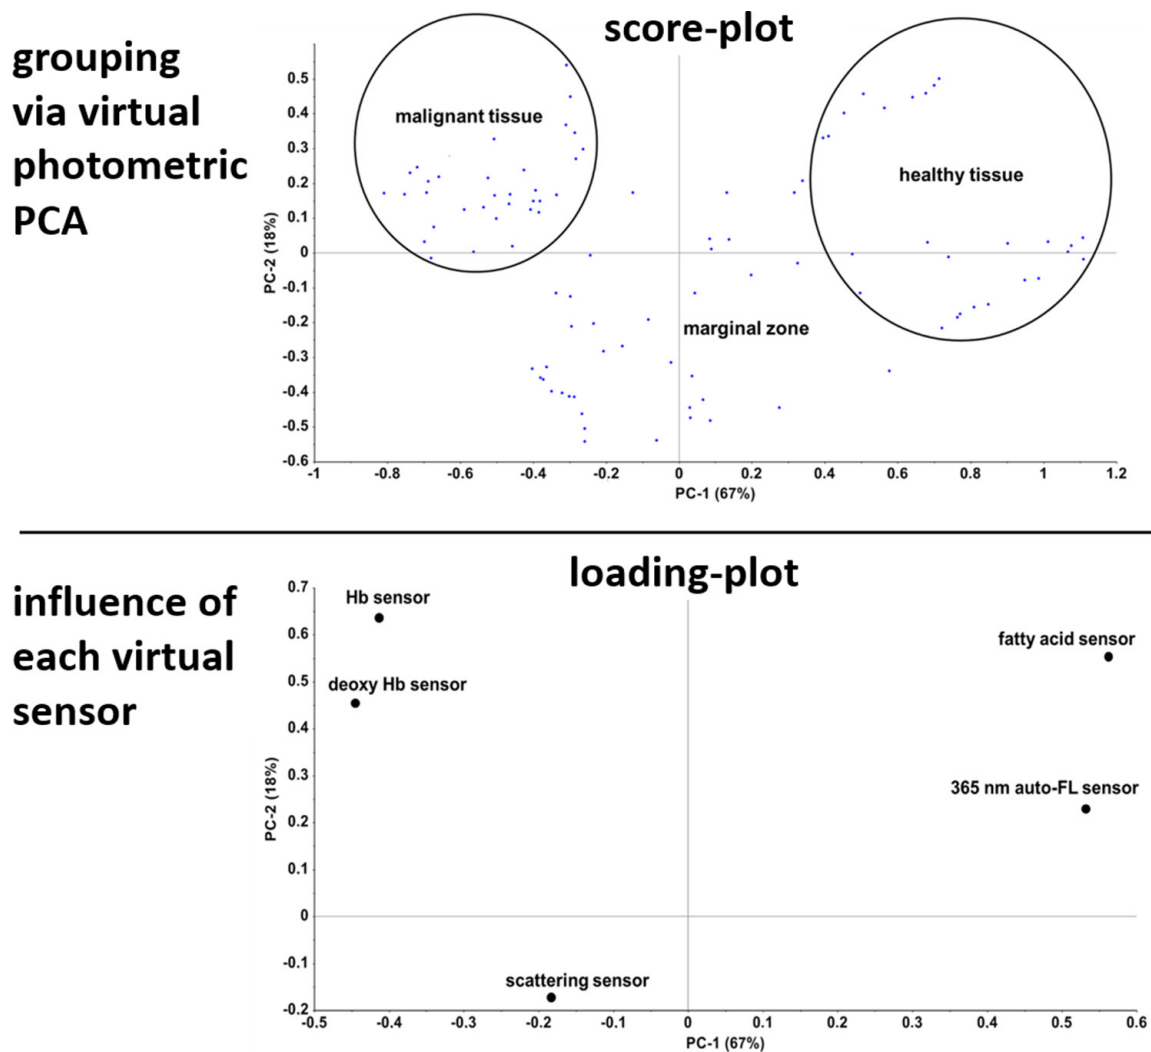 grouping
via virtual
photometric
PCA
score-plot
malignant tissue
healthy tissue
marginal zone
PC-2 (18%)
0.5
0.4
0.3
0.2
0.1
0
-0.1
-0.2
-0.3
-0.4
-0.5
-0.6
-1 -0.8 -0.6 -0.4 -0.2 0 0.2 0.4 0.6 0.8 1 1.2
PC-1 (67%)
influence of
each virtual
sensor
loading-plot
Hb sensor
fatty acid sensor
deoxy Hb sensor
365 nm auto-FL sensor
scattering sensor
PC-2 (18%)
0.7
0.6
0.5
0.4
0.3
0.2
0.1
0
-0.1
-0.2
-0.5 -0.4 -0.3 -0.2 -0.1 0 0.1 0.2 0.3 0.4 0.5 0.6
PC-1 (67%)